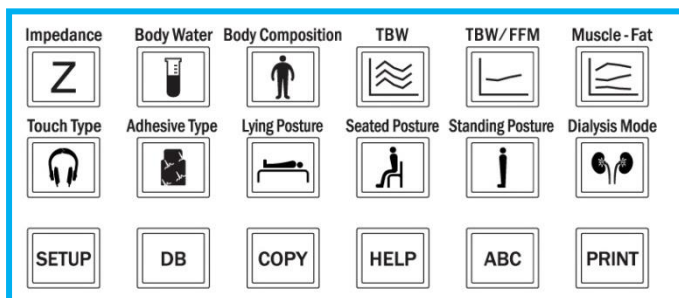 Impedance Body Water Body Composition TBW TBW/FFM Muscle-Fat
Z
Touch Type Adhesive Type Lying Posture Seated Posture Standing Posture Dialysis Mode
SETUP DB COPY HELP ABC PRINT